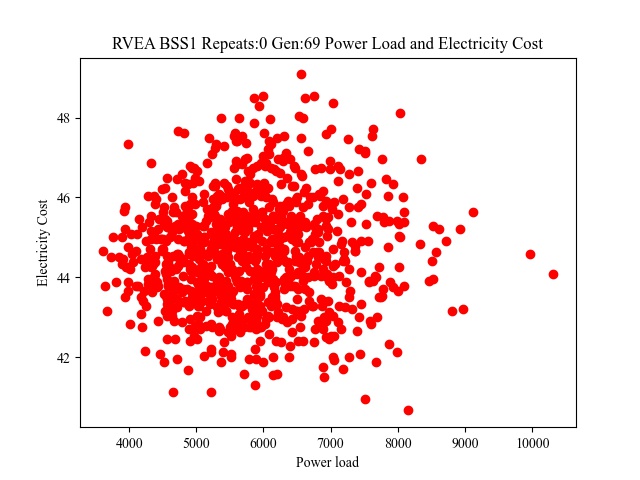 RVEA BSS1 Repeats:0 Gen:69 Power Load and Electricity Cost
48
46
44
42
Electricity Cost
4000 5000 6000 7000 8000 9000 10000
Power load